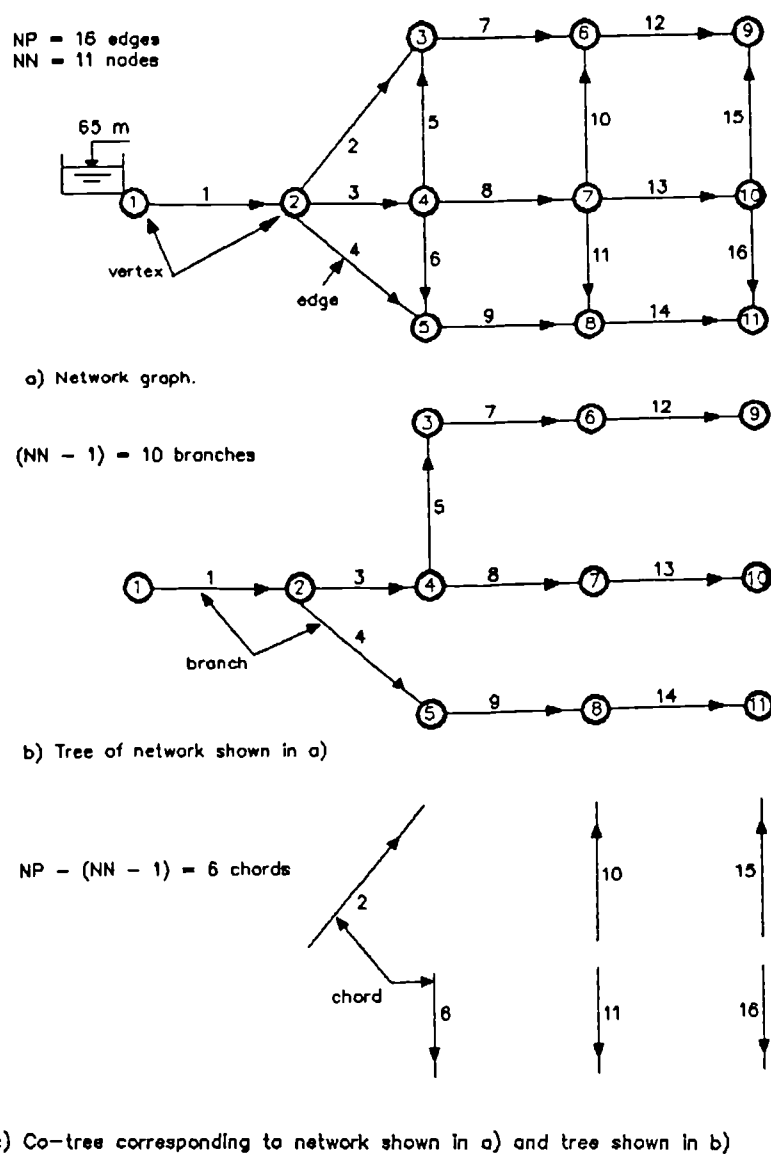 NP = 16 edges
NN = 11 nodes
65 m
3 7 6 12 9
2 5 10 15
1 1 2 3 4 8 7 13 10
4 6 11 16
vertex
edge
5 9 8 14 11
a) Network graph.
3 7 6 12 9
(NN - 1) = 10 branches
5
1 1 2 3 4 8 7 13 10
4
branch
5 9 8 14 11
b) Tree of network shown in a)
NP - (NN - 1) = 6 chords
2 10 15
chord
6 11 16
) Co-tree corresponding to network shown in a) and tree shown in b)